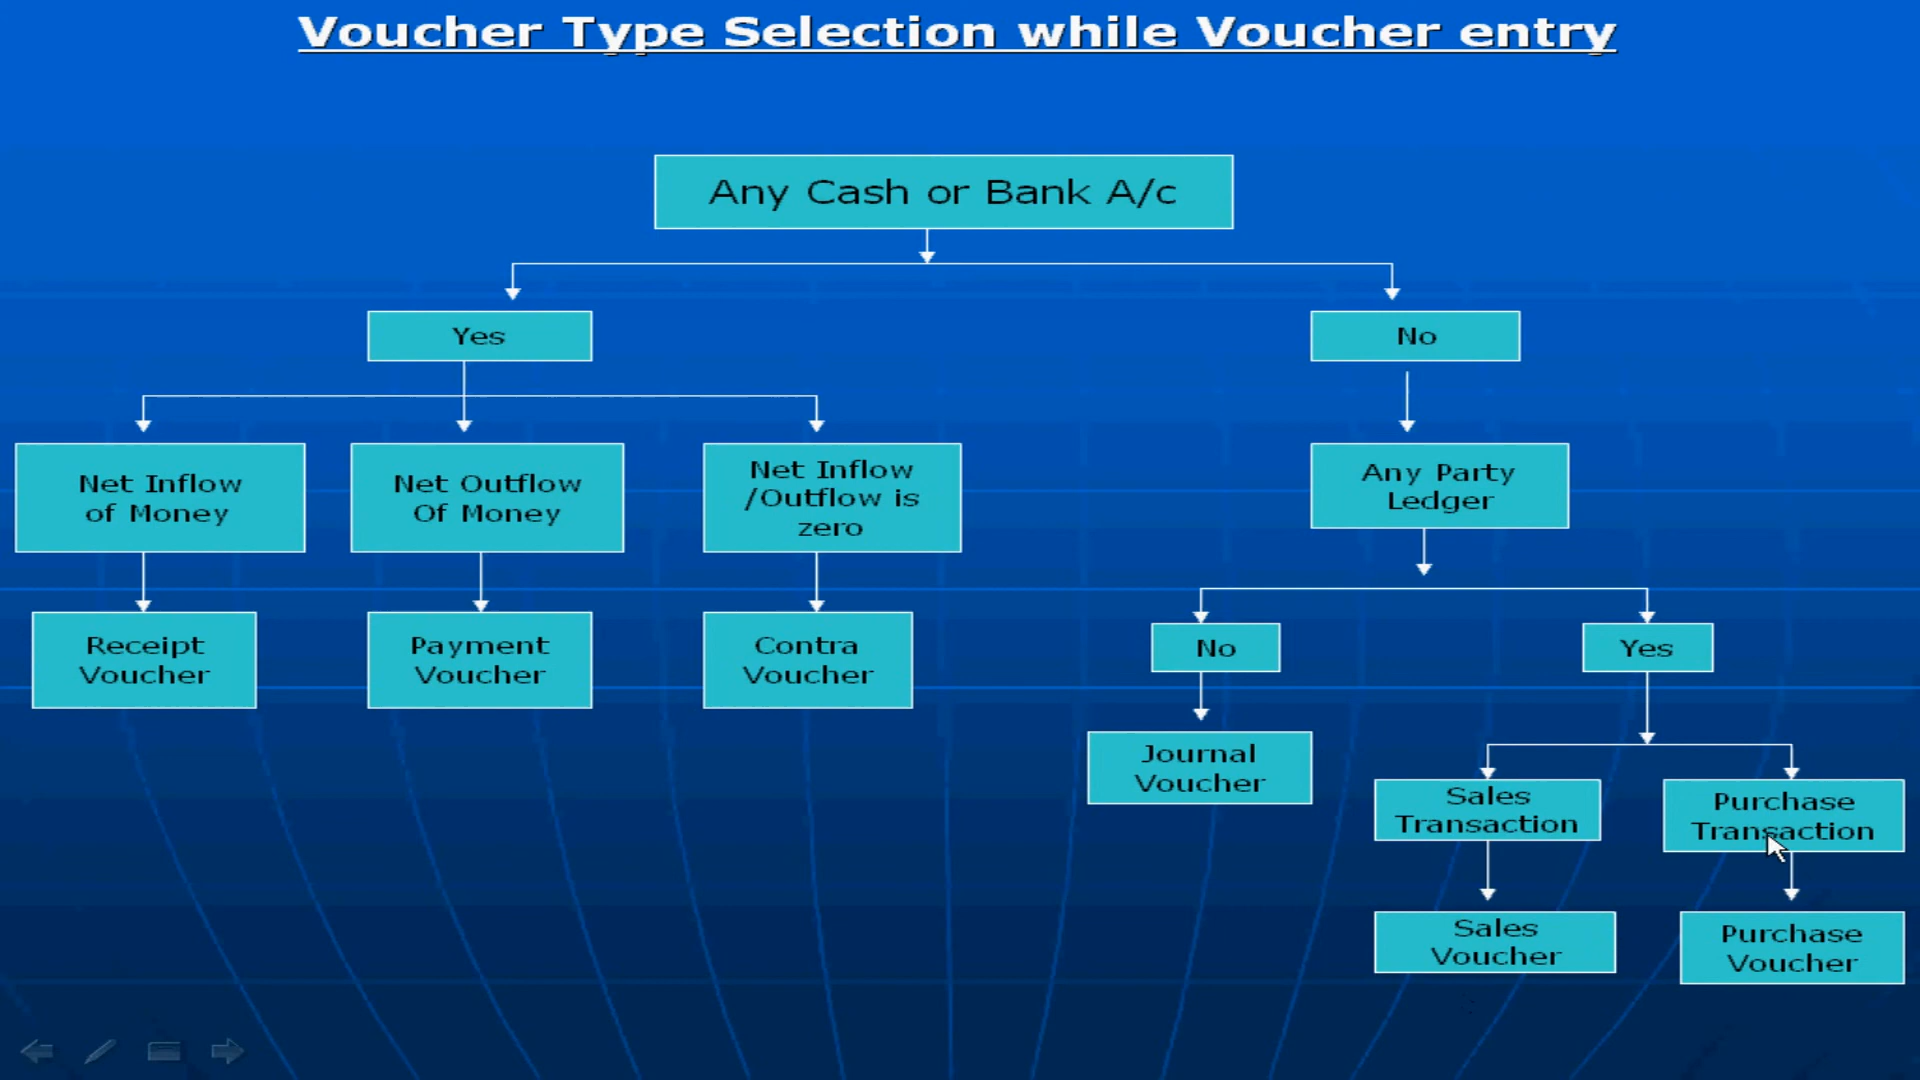 Voucher Type Selection while Voucher entry
Any Cash or Bank A/c
Yes
No
Net Inflow
of Money
Net Outflow
Of Money
Net Inflow
/Outflow is
zero
Any Party
Ledger
Receipt
Voucher
Payment
Voucher
Contra
Voucher
No
Yes
Journal
Voucher
Sales
Transaction
Purchase
Transaction
Sales
Voucher
Purchase
Voucher